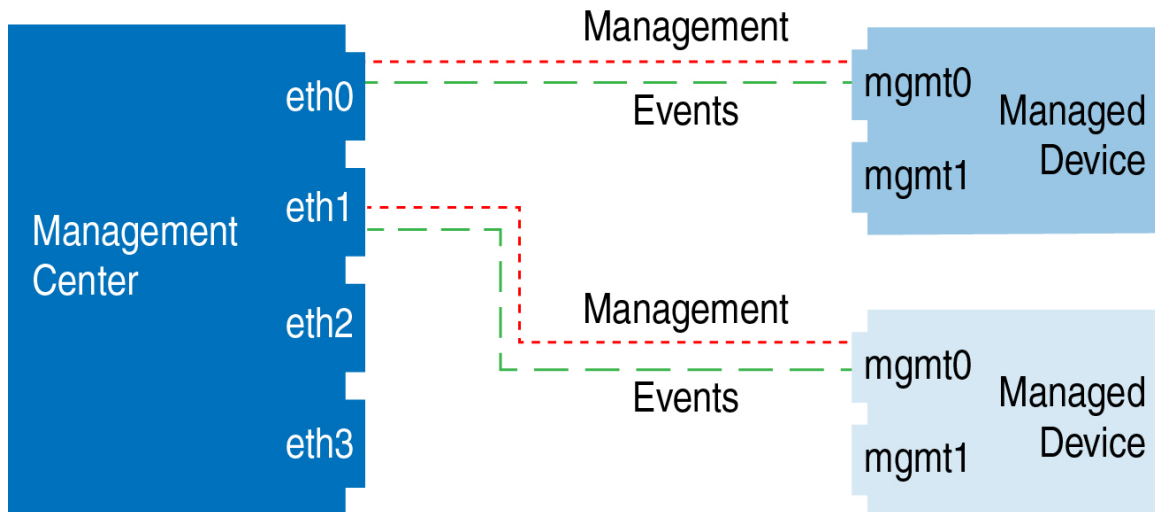 Management
Center
eth0
eth1
eth2
eth3
Management
Events
Management
Events
mgmt0
mgmt1
Managed
Device
mgmt0
mgmt1
Managed
Device